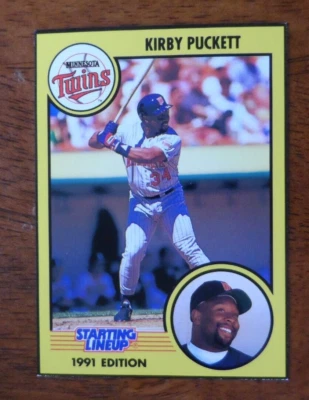 KIRBY PUCKETT
MINNESOTA
Twins
34
STARTING
LINEUP
1991 EDITION